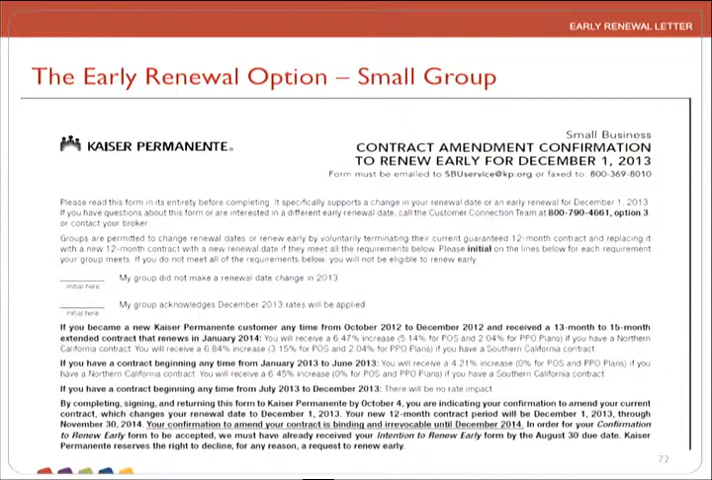 EARLY RENEWAL LETTER
The Early Renewal Option – Small Group
KAISER PERMANENTE®
Small Business
CONTRACT AMENDMENT CONFIRMATION
TO RENEW EARLY FOR DECEMBER 1, 2013
Form must be emailed to SBUservice@kp.org or faxed to: 800-369-8010
Please read this form in its entirety before completing. It specifically supports a change in your renewal date or an early renewal for December 1, 2013.
If you have questions about this form or are interested in a different early renewal date, call the Customer Connection Team at 800-790-4661, option 3
or contact your broker
Groups are permitted to change renewal dates or renew early by voluntarily terminating their current guaranteed 12-month contract and replacing it
with a new 12-month contract with a new renewal date if they meet all the requirements below. Please initial on the lines below for each requirement
your group meets. If you do not meet all of the requirements below, you will not be eligible to renew early.
My group did not make a renewal date change in 2013
Initial here
My group acknowledges December 2013 rates will be applied
Initial here
If you became a new Kaiser Permanente customer any time from October 2012 to December 2012 and received a 13-month to 15-month
extended contract that renews in January 2014: You will receive a 6.47% increase (5.14% for POS and 2.04% for PPO Plans) if you have a Northern
California contract. You will receive a 6.84% increase (3.15% for POS and 2.04% for PPO Plans) if you have a Southern California contract.
If you have a contract beginning any time from January 2013 to June 2013: You will receive a 4.21% increase (0% for POS and PPO Plans) if you
have a Northern California contract. You will receive a 6.45% increase (0% for POS and PPO Plans) if you have a Southern California contract
If you have a contract beginning any time from July 2013 to December 2013: There will be no rate impact.
By completing, signing, and returning this form to Kaiser Permanente by October 4, you are indicating your confirmation to amend your current
contract, which changes your renewal date to December 1, 2013. Your new 12-month contract period will be December 1, 2013, through
November 30, 2014. Your confirmation to amend your contract is binding and irrevocable until December 2014. In order for your Confirmation
to Renew Early form to be accepted, we must have already received your Intention to Renew Early form by the August 30 due date. Kaiser
Permanente reserves the right to decline, for any reason, a request to renew early.
72